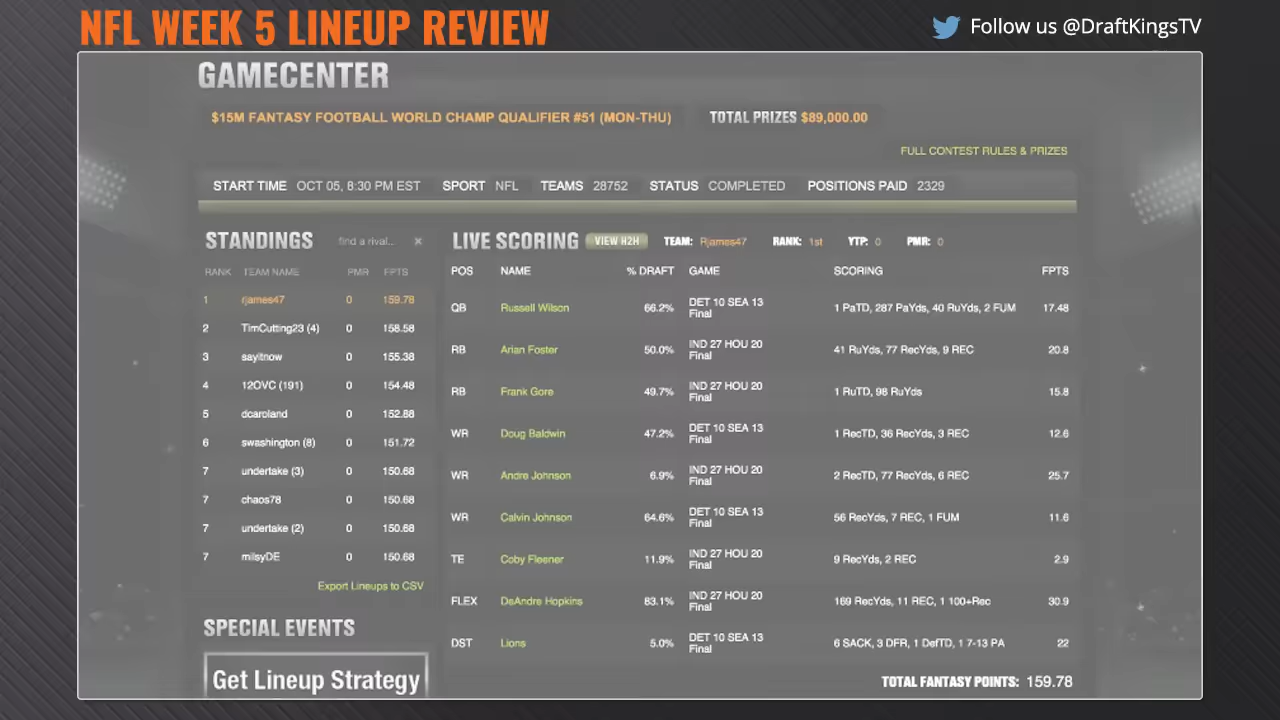 NFL WEEK 5 LINEUP REVIEW
Follow us @DraftKingsTV
GAMECENTER
$15M FANTASY FOOTBALL WORLD CHAMP QUALIFIER #51 (MON-THU) TOTAL PRIZES $89,000.00
FULL CONTEST RULES & PRIZES
START TIME OCT 05, 8:30 PM EST SPORT NFL TEAMS 28752 STATUS COMPLETED POSITIONS PAID 2329
STANDINGS find a rival... ×
RANK TEAM NAME PMR FPTS
1 rjames47 0 159.78
2 TimCutting23 (4) 0 158.58
3 sayitnow 0 155.38
4 12OVC (191) 0 154.48
5 dcaroland 0 152.88
6 swashington (8) 0 151.72
7 undertake (3) 0 150.68
7 chaos78 0 150.68
7 undertake (2) 0 150.68
7 milsyDE 0 150.68
Export Lineups to CSV
SPECIAL EVENTS
Get Lineup Strategy
LIVE SCORING VIEW H2H TEAM: Rjames47 RANK: 1st YTP: 0 PMR: 0
POS NAME % DRAFT GAME SCORING FPTS
QB Russell Wilson 66.2% DET 10 SEA 13 Final 1 PaTD, 287 PaYds, 40 RuYds, 2 FUM 17.48
RB Arian Foster 50.0% IND 27 HOU 20 Final 41 RuYds, 77 RecYds, 9 REC 20.8
RB Frank Gore 49.7% IND 27 HOU 20 Final 1 RuTD, 98 RuYds 15.8
WR Doug Baldwin 47.2% DET 10 SEA 13 Final 1 RecTD, 36 RecYds, 3 REC 12.6
WR Andre Johnson 6.9% IND 27 HOU 20 Final 2 RecTD, 77 RecYds, 6 REC 25.7
WR Calvin Johnson 64.6% DET 10 SEA 13 Final 56 RecYds, 7 REC, 1 FUM 11.6
TE Coby Fleener 11.9% IND 27 HOU 20 Final 9 RecYds, 2 REC 2.9
FLEX DeAndre Hopkins 83.1% IND 27 HOU 20 Final 169 RecYds, 11 REC, 1 100+Rec 30.9
DST Lions 5.0% DET 10 SEA 13 Final 6 SACK, 3 DFR, 1 DefTD, 1 7-13 PA 22
TOTAL FANTASY POINTS: 159.78